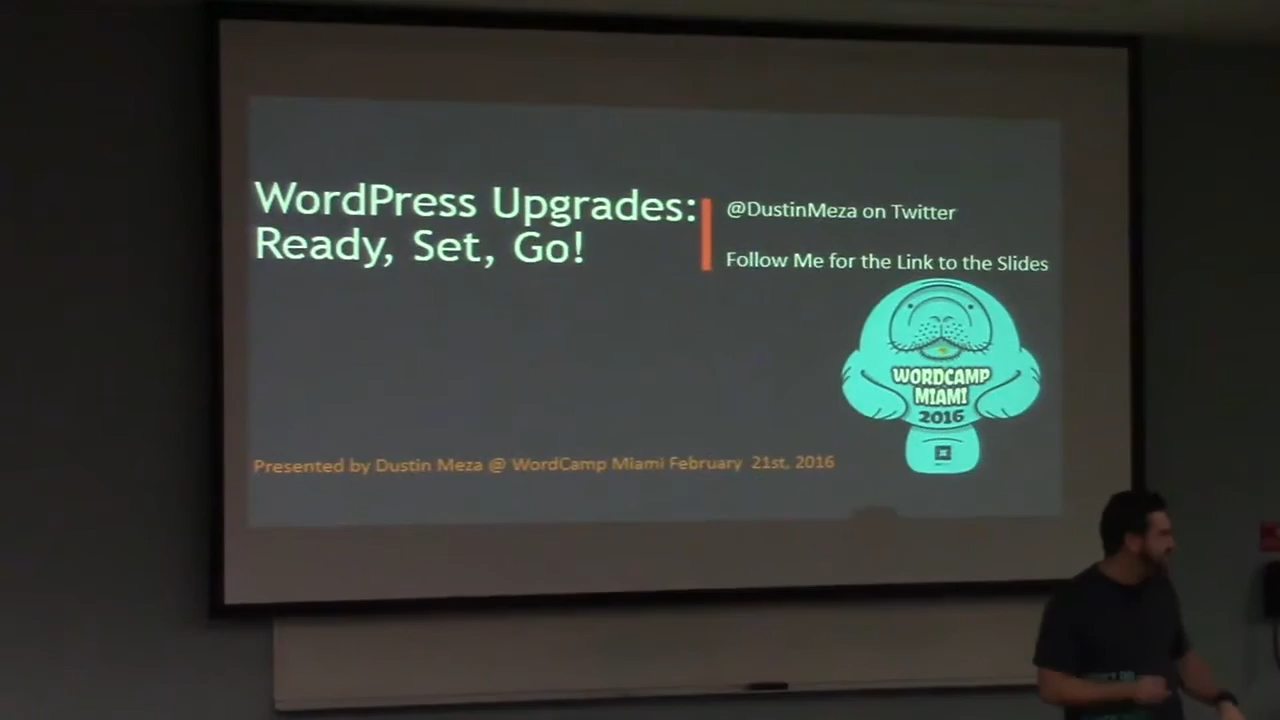 WordPress Upgrades:
Ready, Set, Go!
@DustinMeza on Twitter
Follow Me for the Link to the Slides
WORDCAMP
MIAMI
2016
Presented by Dustin Meza @ WordCamp Miami February 21st, 2016